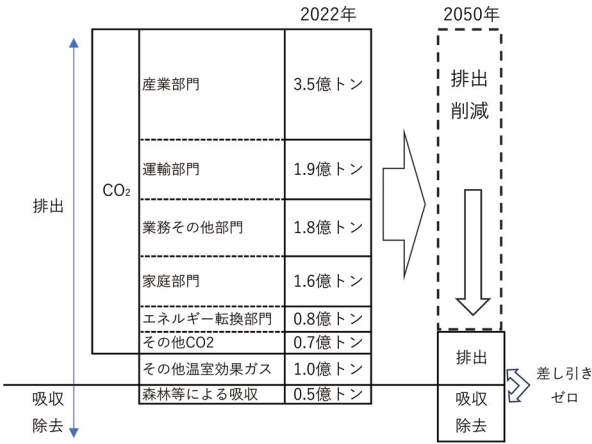 2022年
2050年
産業部門
3.5億トン
運輸部門
1.9億トン
業務その他部門
1.8億トン
家庭部門
1.6億トン
エネルギー転換部門
0.8億トン
その他CO2
0.7億トン
その他温室効果ガス
1.0億トン
森林等による吸収
0.5億トン
CO₂
排出
吸収
除去
排出
削減
排出
吸収
除去
差し引き
ゼロ